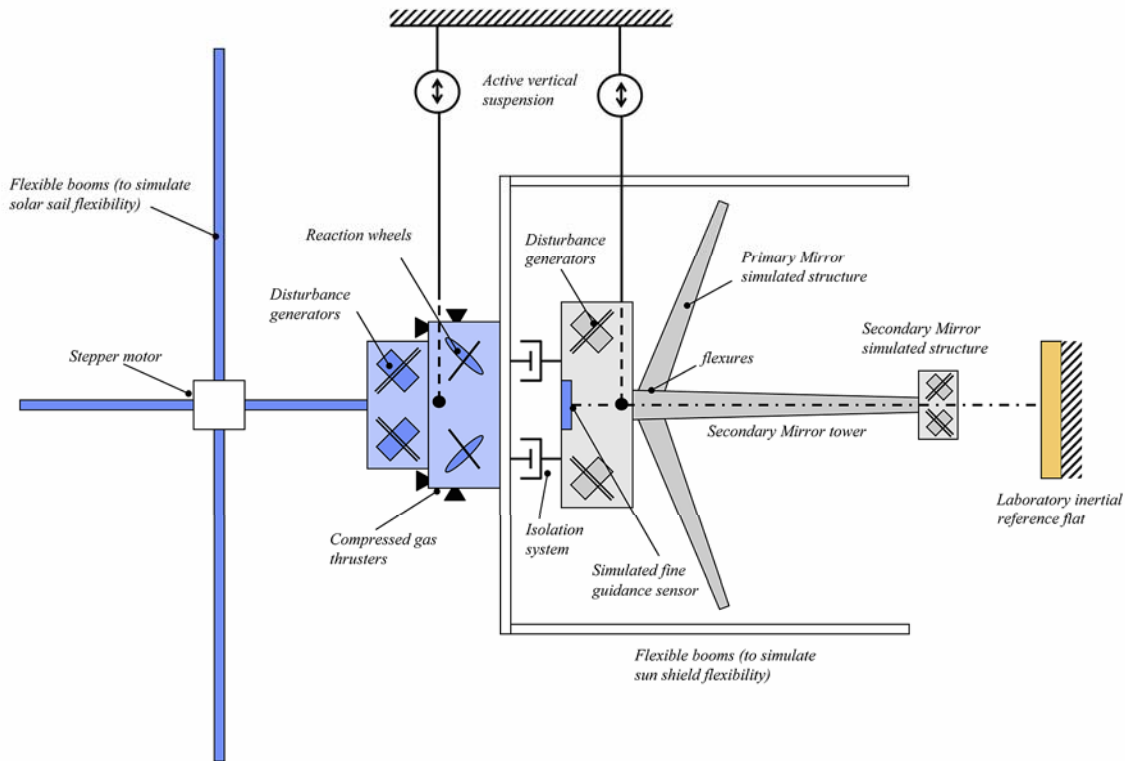 Active vertical
suspension
Flexible booms (to simulate
solar sail flexibility)
Reaction wheels
Disturbance
generators
Primary Mirror
simulated structure
Disturbance
generators
Stepper motor
Secondary Mirror
simulated structure
flexures
Secondary Mirror tower
Laboratory inertial
reference flat
Compressed gas
thrusters
Isolation
system
Simulated fine
guidance sensor
Flexible booms (to simulate
sun shield flexibility)